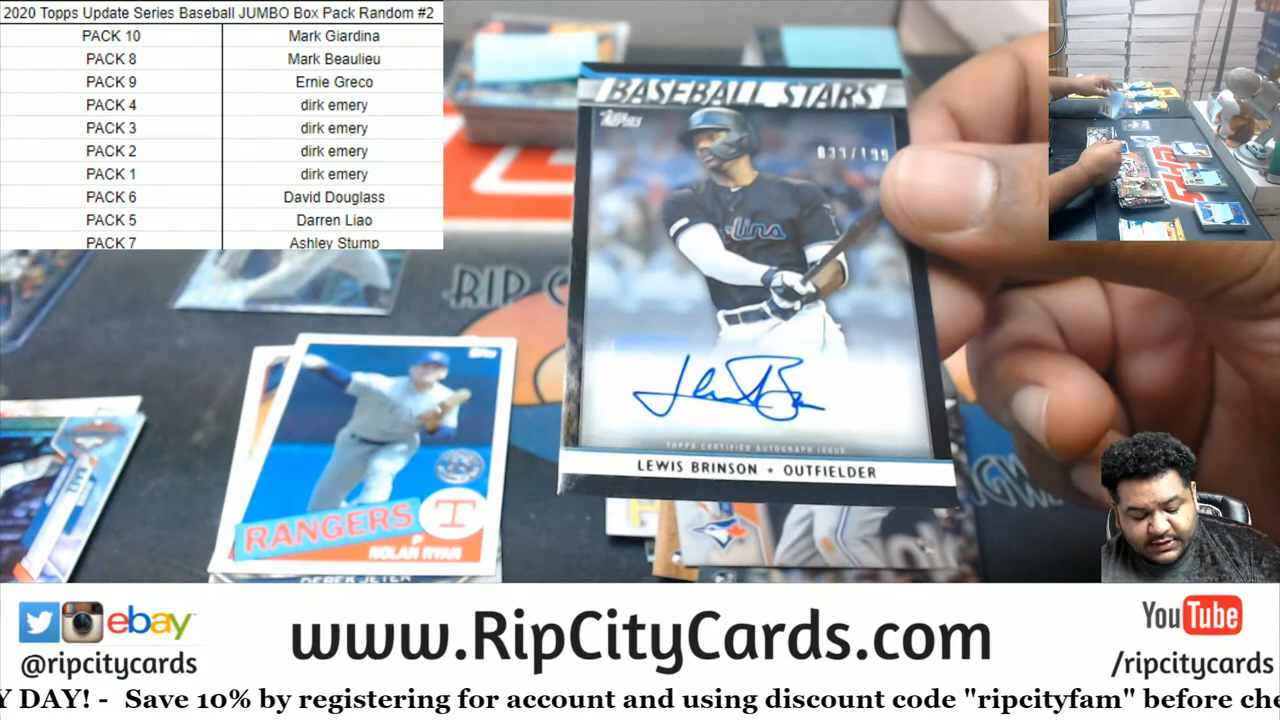 2020 Topps Update Series Baseball JUMBO Box Pack Random #2
PACK 10 Mark Giardina
PACK 8 Mark Beaulieu
PACK 9 Ernie Greco
PACK 4 dirk emery
PACK 3 dirk emery
PACK 2 dirk emery
PACK 1 dirk emery
PACK 6 David Douglass
PACK 5 Darren Liao
PACK 7 Ashley Stump
BASEBALL STARS
Topps
033/199
TOPPS CERTIFIED AUTOGRAPH ISSUE
LEWIS BRINSON • OUTFIELDER
RIP C
RANGERS T
P
NOLAN RYAN
DEREK JETER
ebay
@ripcitycards
www.RipCityCards.com
YouTube
/ripcitycards
Y DAY! - Save 10% by registering for account and using discount code "ripcityfam" before che